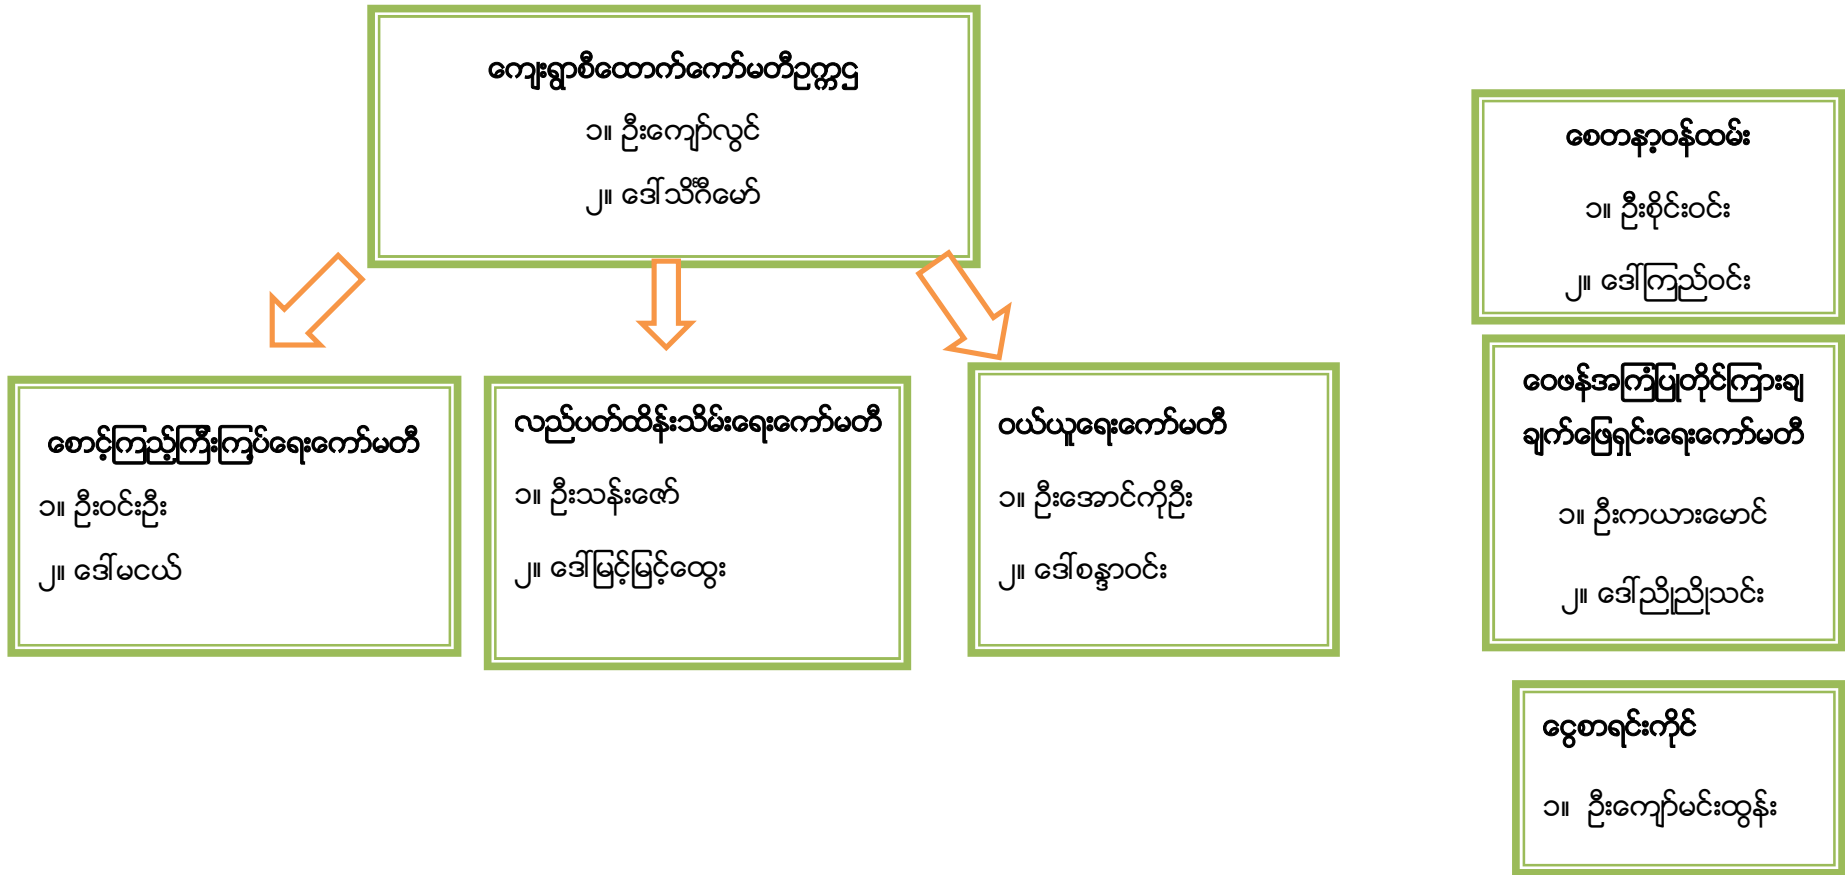 ကျေးရွာစီထောက်ကော်မတီဥက္ကဌ
၁။ ဦးကျော်လွင်
၂။ ဒေါ်သိင်္ဂီမော်
စောင့်ကြည့်ကြီးကြပ်ရေးကော်မတီ
၁။ ဦးဝင်းဦး
၂။ ဒေါ်မငယ်
လည်ပတ်ထိန်းသိမ်းရေးကော်မတီ
၁။ ဦးသန်းဇော်
၂။ ဒေါ်မြင့်မြင့်ထွေး
ဝယ်ယူရေးကော်မတီ
၁။ ဦးအောင်ကိုဦး
၂။ ဒေါ်စန္ဒာဝင်း
စေတနာ့ဝန်ထမ်း
၁။ ဦးစိုင်းဝင်း
၂။ ဒေါ်ကြည်ဝင်း
ဝေဖန်အကြံပြုတိုင်ကြားချ
ချက်ဖြေရှင်းရေးကော်မတီ
၁။ ဦးကယားမောင်
၂။ ဒေါ်ညိုညိုသင်း
ငွေစာရင်းကိုင်
၁။ ဦးကျော်မင်းထွန်း